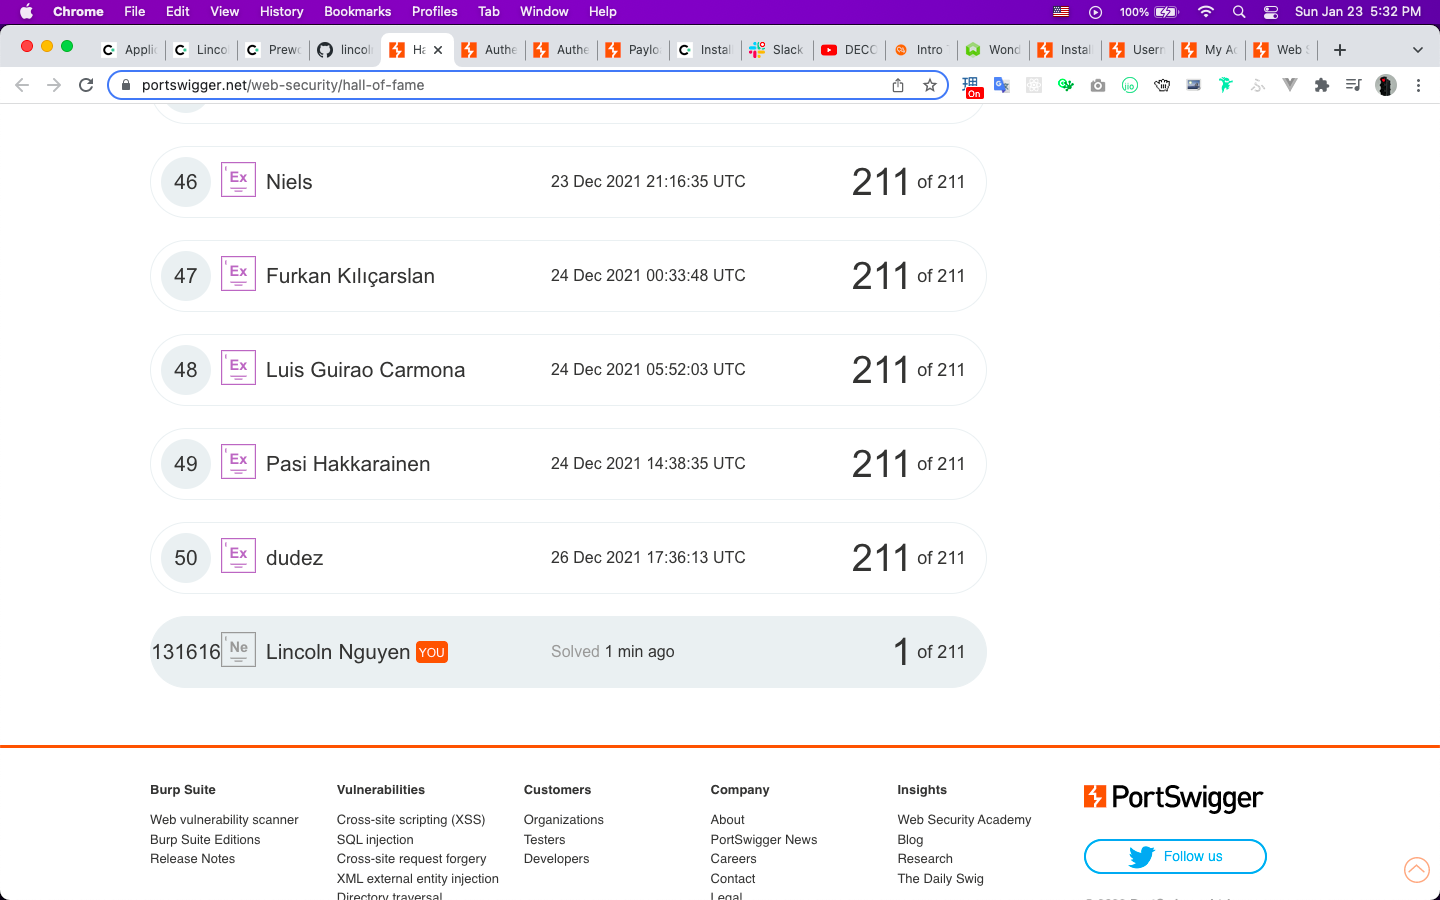 Chrome File Edit View History Bookmarks Profiles Tab Window Help 100% Sun Jan 23 5:32 PM
Applic Lincol Prewo lincoln Ha Authe Authe Paylo Install Slack DECO Intro Wond Instal Usern My Ac Web S
portswigger.net/web-security/hall-of-fame On
46 Ex Niels 23 Dec 2021 21:16:35 UTC 211 of 211
47 Ex Furkan Kılıçarslan 24 Dec 2021 00:33:48 UTC 211 of 211
48 Ex Luis Guirao Carmona 24 Dec 2021 05:52:03 UTC 211 of 211
49 Ex Pasi Hakkarainen 24 Dec 2021 14:38:35 UTC 211 of 211
50 Ex dudez 26 Dec 2021 17:36:13 UTC 211 of 211
131616 Ne Lincoln Nguyen YOU Solved 1 min ago 1 of 211
Burp Suite Vulnerabilities Customers Company Insights
PortSwigger
Web vulnerability scanner Cross-site scripting (XSS) Organizations About Web Security Academy
Burp Suite Editions SQL injection Testers PortSwigger News Blog
Release Notes Cross-site request forgery Developers Careers Research
Follow us
XML external entity injection Contact The Daily Swig
Directory traversal Legal